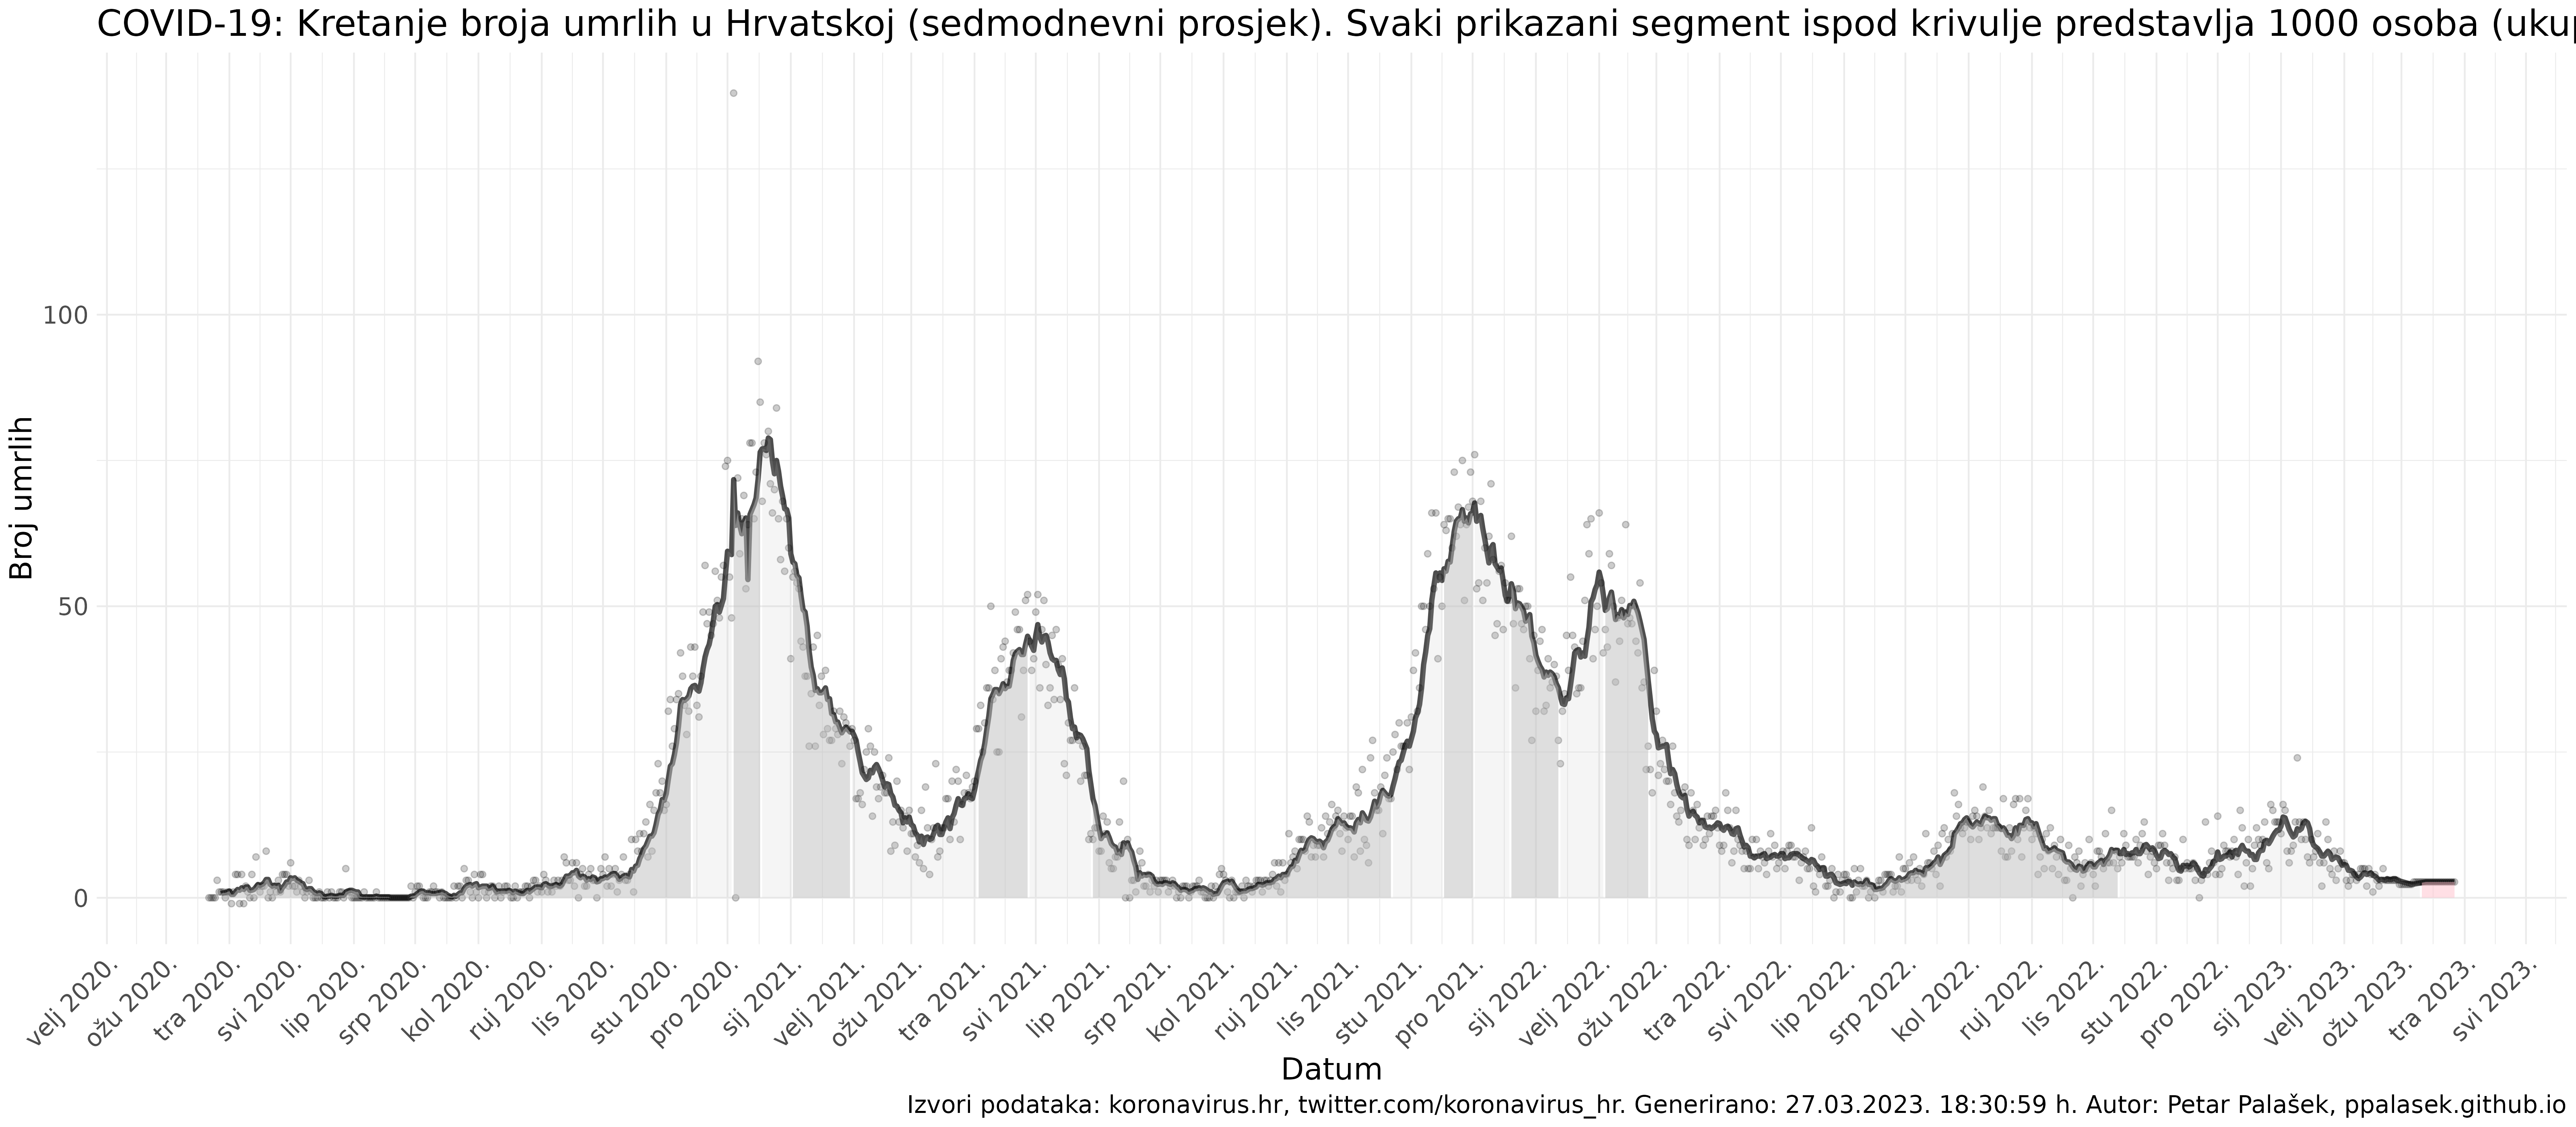 COVID-19: Kretanje broja umrlih u Hrvatskoj (sedmodnevni prosjek). Svaki prikazani segment ispod krivulje predstavlja 1000 osoba
Broj umrlih
100
50
0
velj 2020.
ožu 2020.
tra 2020.
svi 2020.
lip 2020.
srp 2020.
kol 2020.
ruj 2020.
lis 2020.
stu 2020.
pro 2020.
sij 2021.
velj 2021.
ožu 2021.
tra 2021.
svi 2021.
lip 2021.
srp 2021.
kol 2021.
ruj 2021.
lis 2021.
stu 2021.
pro 2021.
sij 2022.
velj 2022.
ožu 2022.
tra 2022.
svi 2022.
lip 2022.
srp 2022.
kol 2022.
ruj 2022.
lis 2022.
stu 2022.
pro 2022.
sij 2023.
velj 2023.
ožu 2023.
tra 2023.
svi 2023.
Datum
Izvori podataka: koronavirus.hr, twitter.com/koronavirus_hr. Generirano: 27.03.2023. 18:30:59 h. Autor: Petar Palašek, ppalasek.github.io